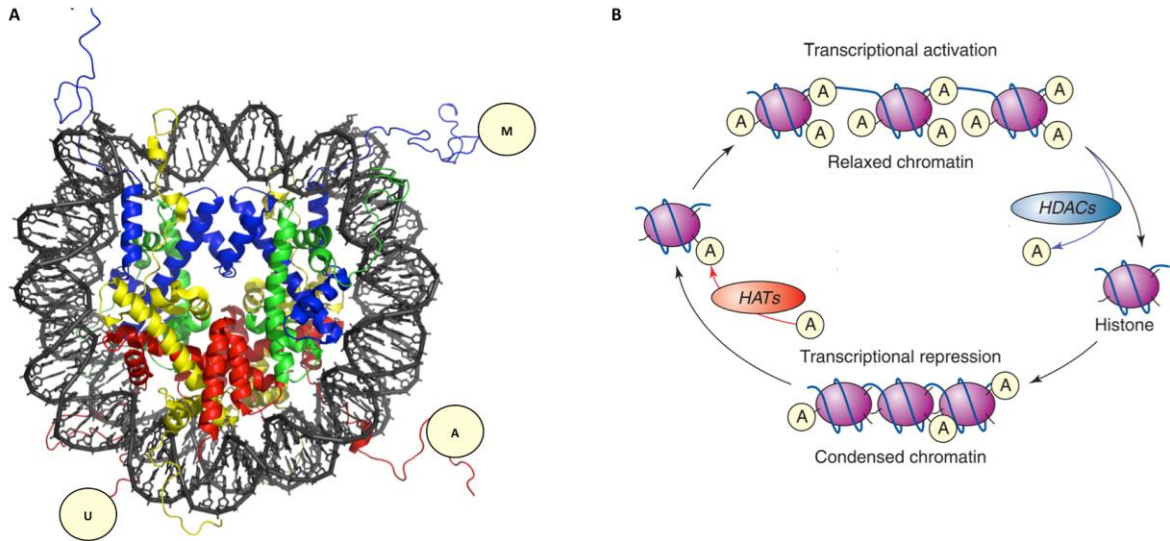 A
M
A
U
B
Transcriptional activation
A
A
A
A
A
A
A
A
A
Relaxed chromatin
HDACs
A
A
HATs
A
Histone
Transcriptional repression
A
A
A
Condensed chromatin